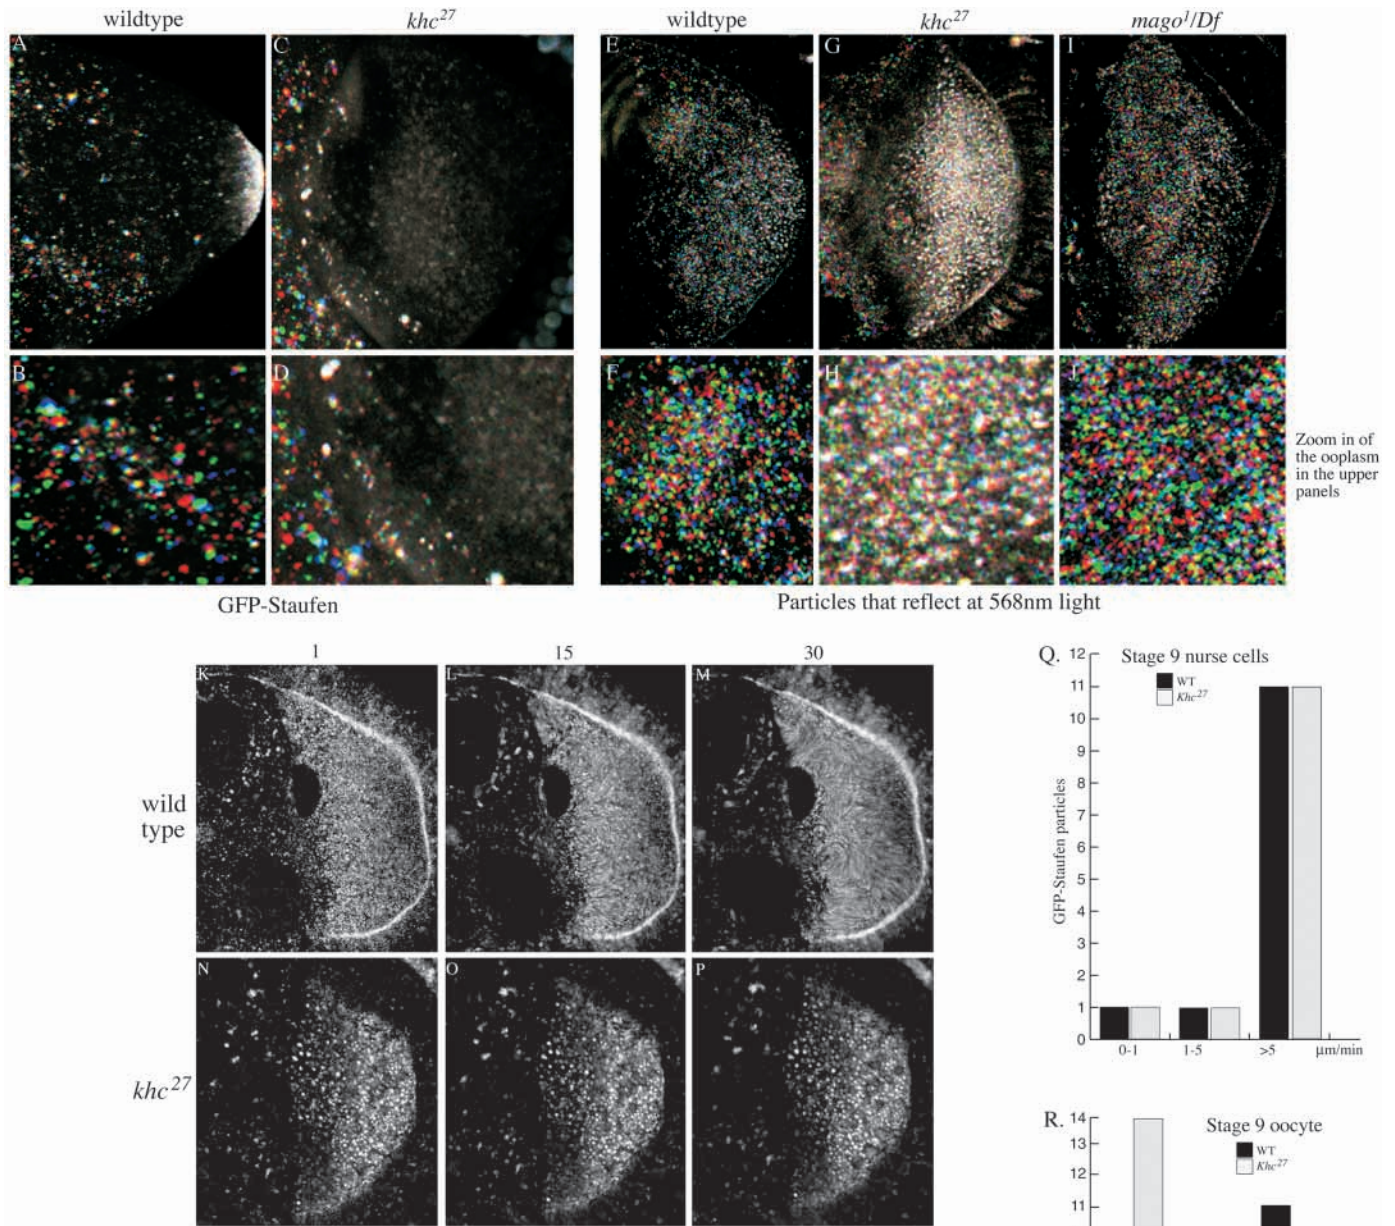 wildtype khc27 wildtype khc27 mago1/Df
A C E G I
B D F H J
Zoom in of
the ooplasm
in the upper
panels
GFP-Staufen
Particles that reflect at 568nm light
1 15 30
K L M
wild
type
N O P
khc27
Q. Stage 9 nurse cells
WT
Khc27
GFP-Staufen particles
12
11
10
9
8
7
6
5
4
3
2
1
0
0-1 1-5 >5 µm/min
R. Stage 9 oocyte
WT
Khc27
14
13
12
11